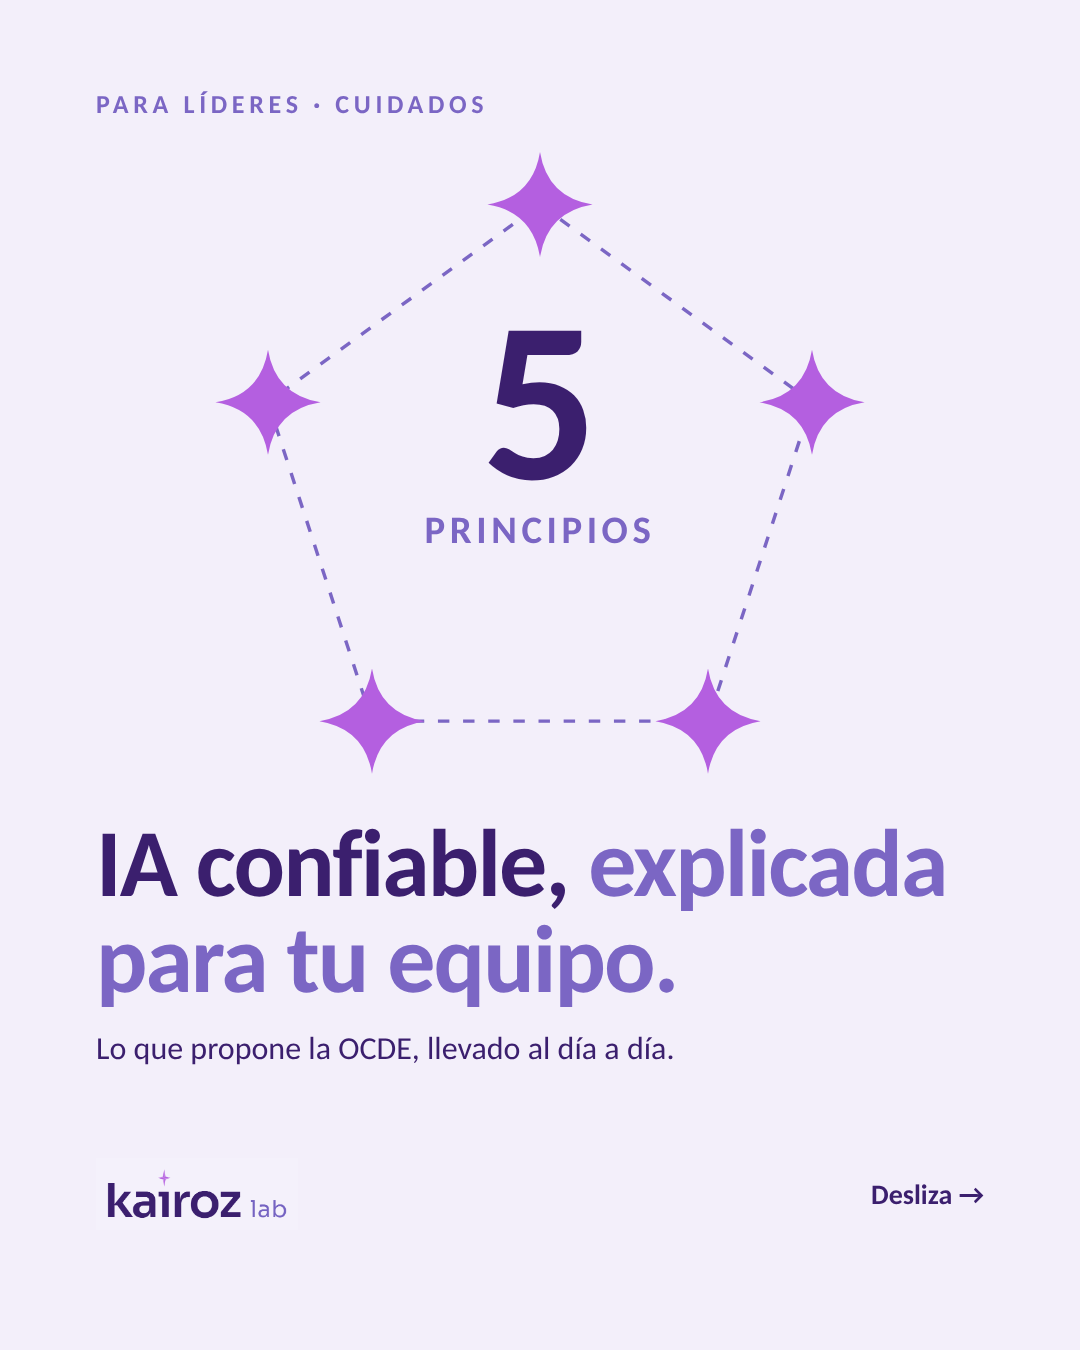 PARA LÍDERES · CUIDADOS
5
PRINCIPIOS
IA confiable, explicada
para tu equipo.
Lo que propone la OCDE, llevado al día a día.
kairoz lab
Desliza →